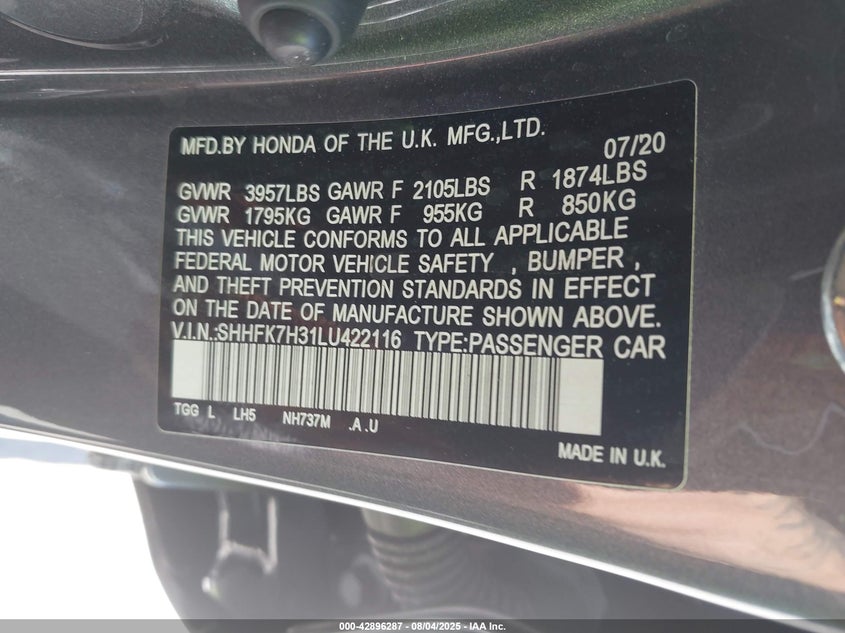 MFD.BY HONDA OF THE U.K. MFG.,LTD. 07/20
GVWR 3957LBS GAWR F 2105LBS R 1874LBS
GVWR 1795KG GAWR F 955KG R 850KG
THIS VEHICLE CONFORMS TO ALL APPLICABLE
FEDERAL MOTOR VEHICLE SAFETY , BUMPER ,
AND THEFT PREVENTION STANDARDS IN EFFECT
ON THE DATE OF MANUFACTURE SHOWN ABOVE.
V.I.N.:SHHFK7H31LU422116 TYPE:PASSENGER CAR
TGG L LH5 NH737M .A .U
MADE IN U.K.
000-42896287 - 08/04/2025 - IAA Inc.